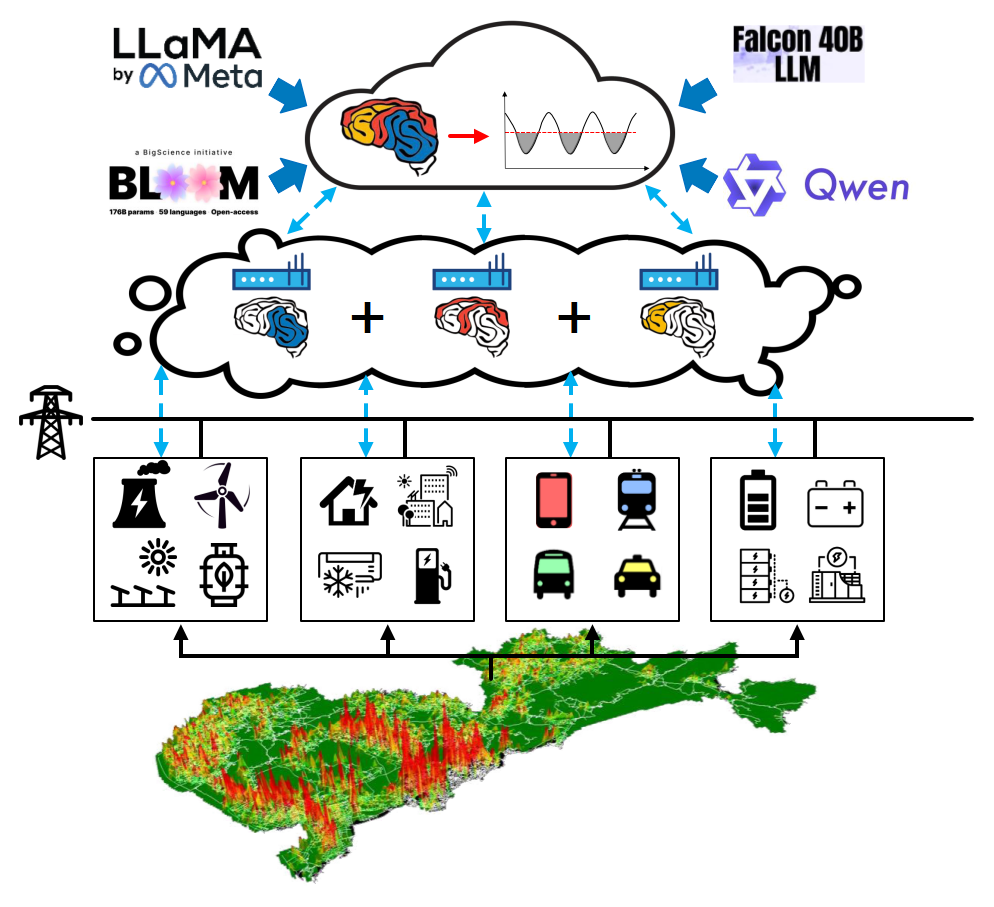 LLaMA
by Meta
Falcon 40B
LLM
a BigScience initiative
BLOOM
176B params · 59 languages · Open-access
Qwen